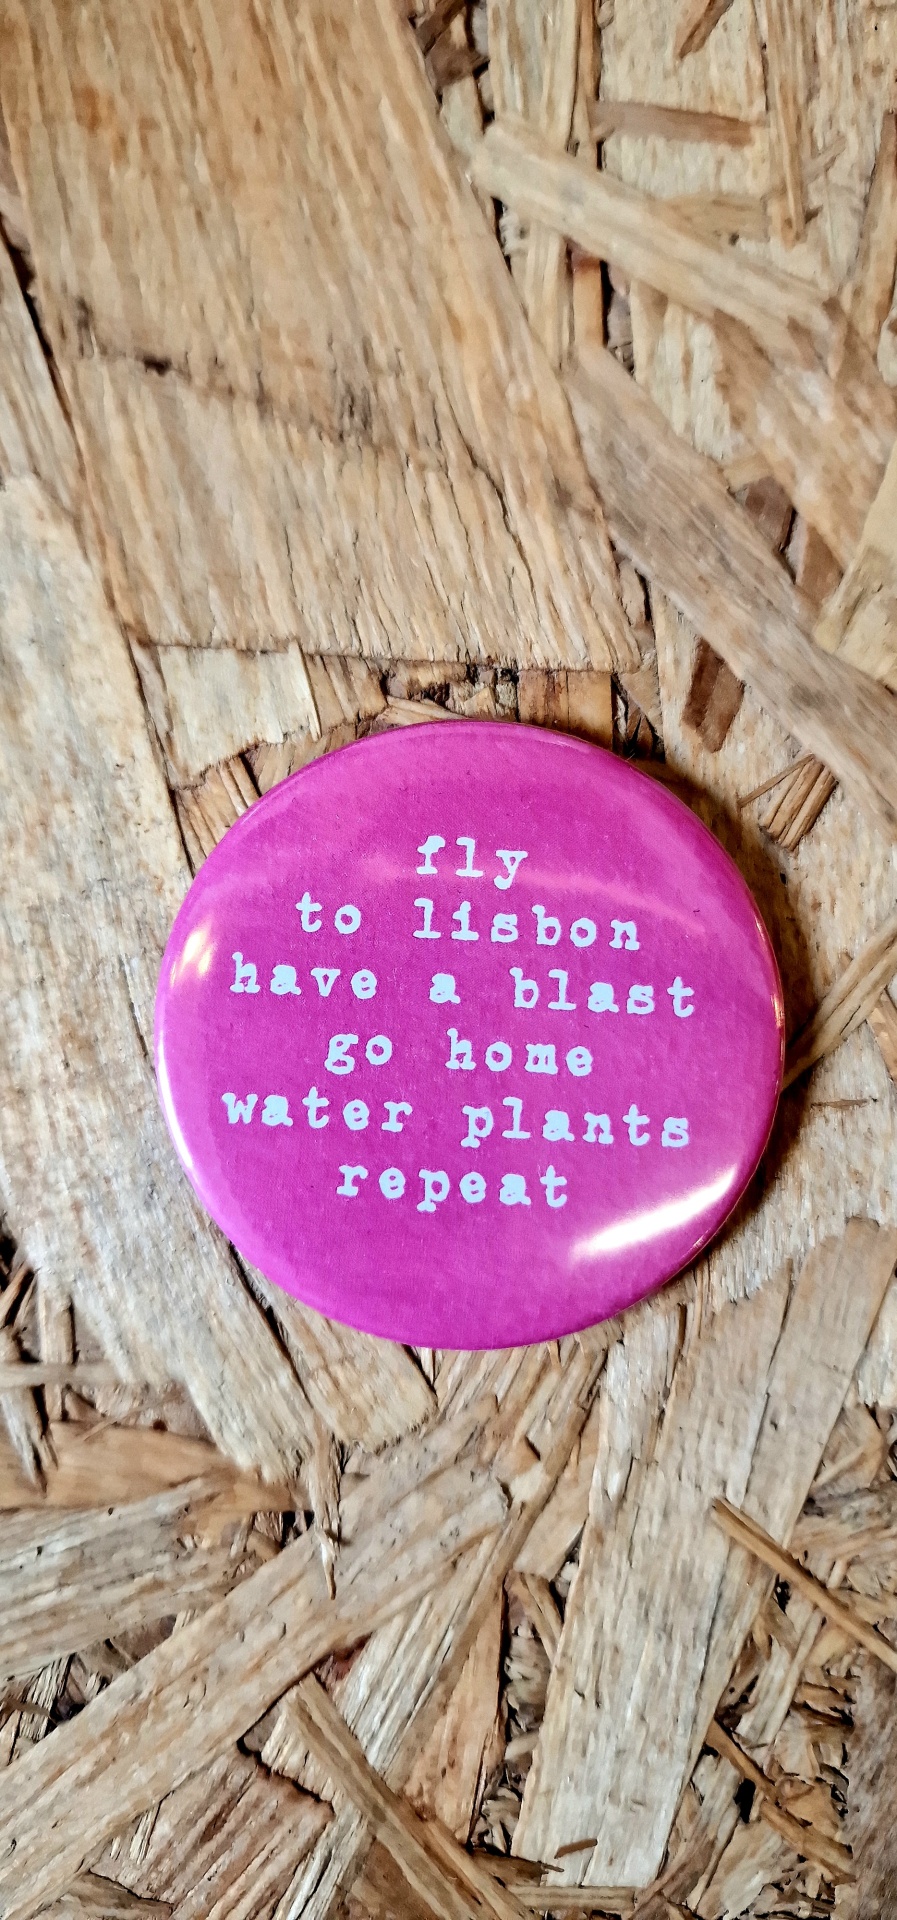 fly
to lisbon
have a blast
go home
water plants
repeat